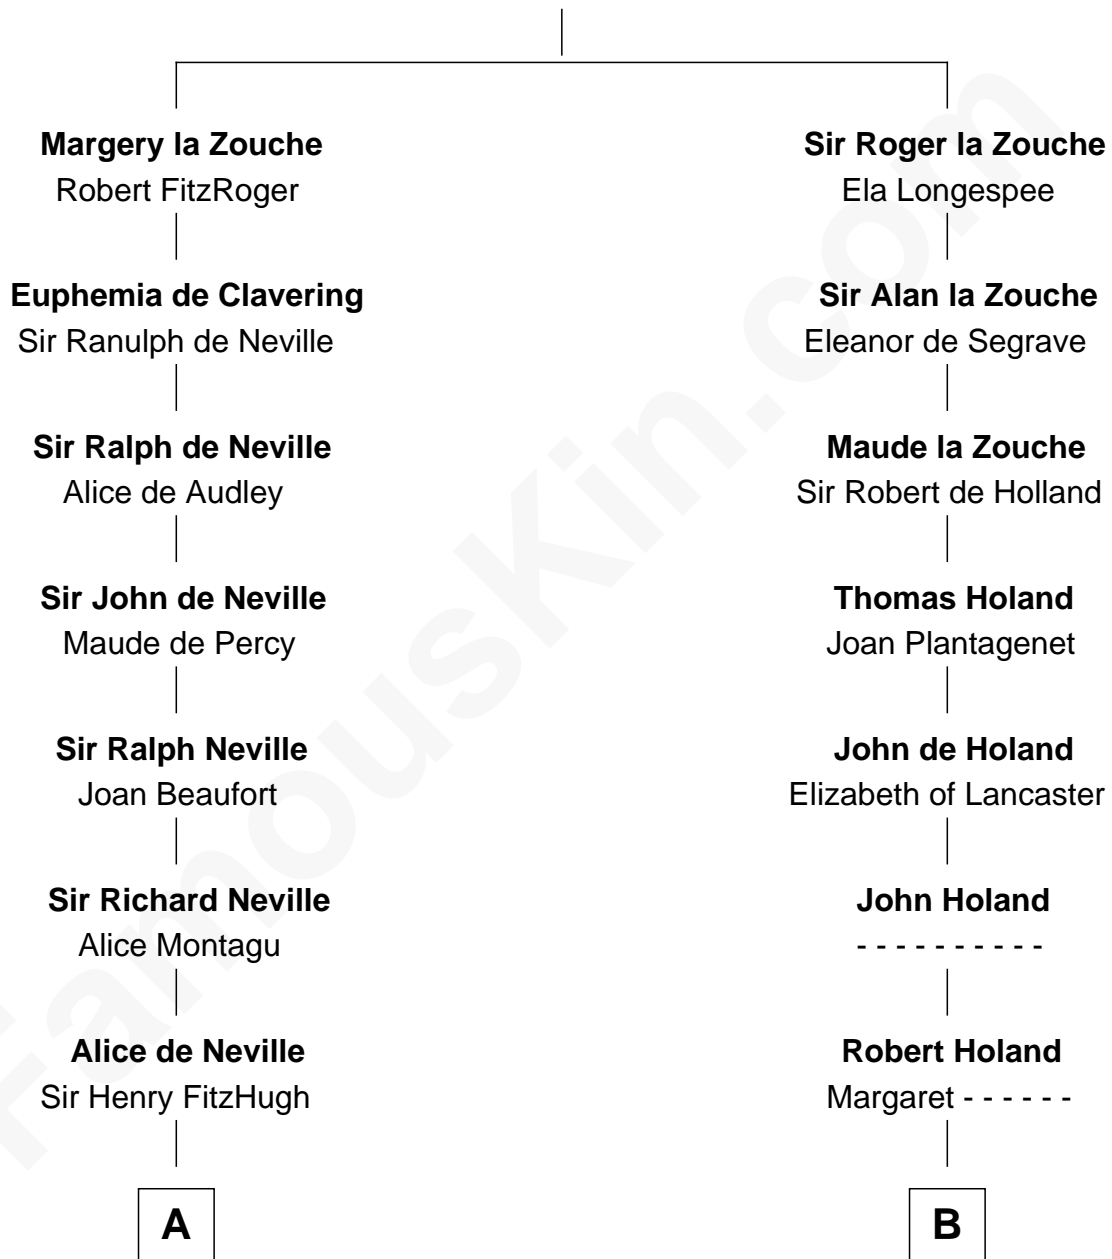 Margery la Zouche
Robert FitzRoger
Sir Roger la Zouche
Ela Longespee
Euphemia de Clavering
Sir Ranulph de Neville
Sir Alan la Zouche
Eleanor de Segrave
Sir Ralph de Neville
Alice de Audley
Maude la Zouche
Sir Robert de Holland
Sir John de Neville
Maude de Percy
Thomas Holand
Joan Plantagenet
Sir Ralph Neville
Joan Beaufort
John de Holand
Elizabeth of Lancaster
Sir Richard Neville
Alice Montagu
John Holand
- - - - - - - - - -
Alice de Neville
Sir Henry FitzHugh
Robert Holand
Margaret - - - - - -
A
B
FamousKin.com